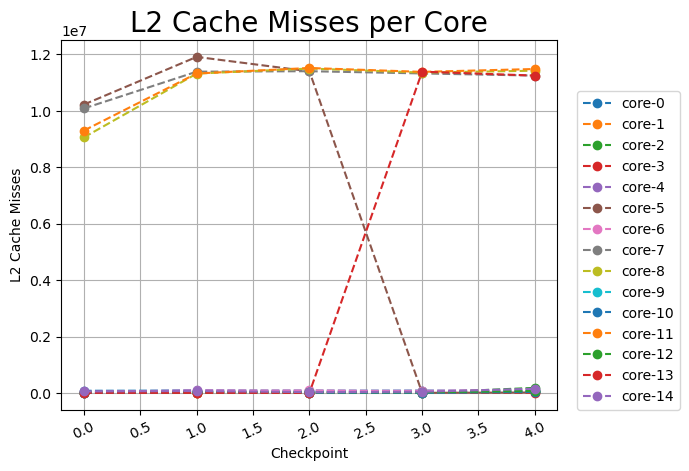 L2 Cache Misses per Core
1e7
1.2
1.0
0.8
0.6
0.4
0.2
0.0
L2 Cache Misses
0.0 0.5 1.0 1.5 2.0 2.5 3.0 3.5 4.0
Checkpoint
core-0
core-1
core-2
core-3
core-4
core-5
core-6
core-7
core-8
core-9
core-10
core-11
core-12
core-13
core-14